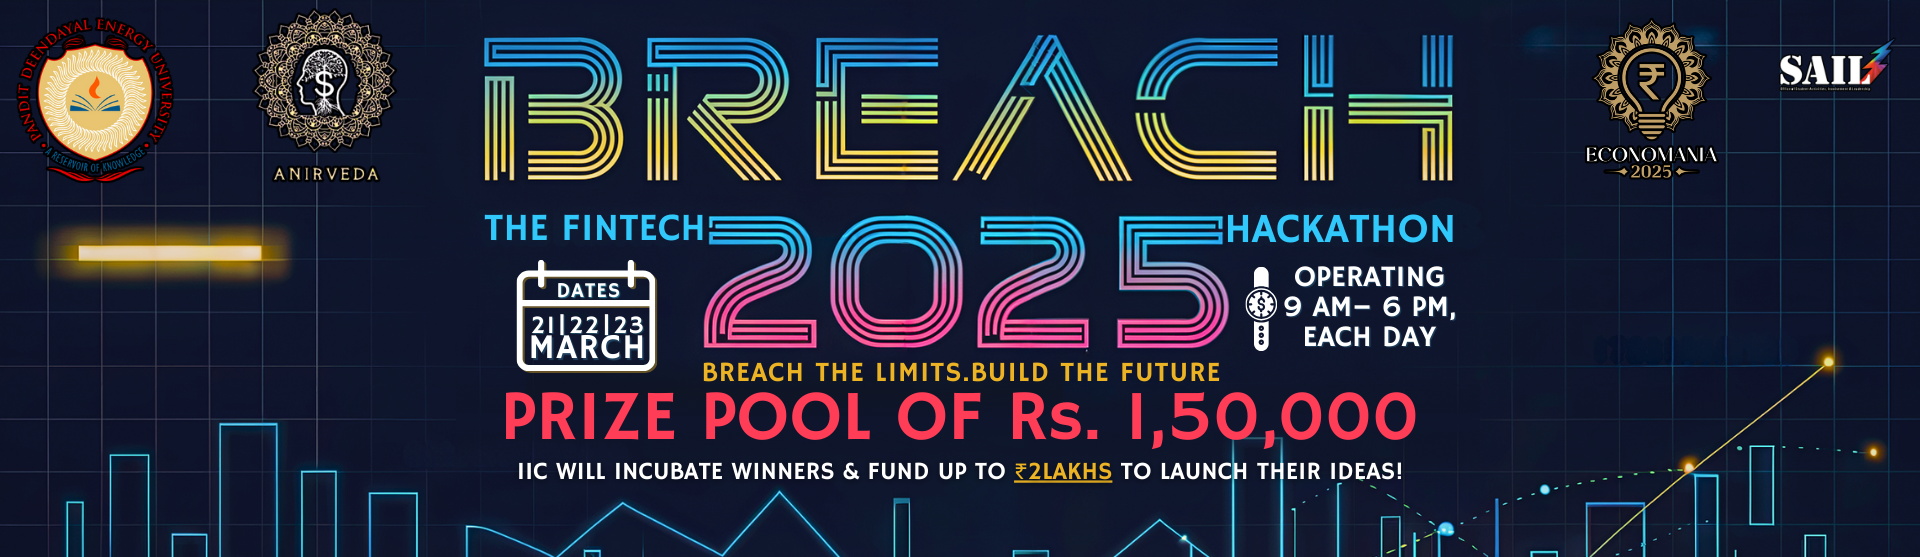 PANDIT DEENDAYAL ENERGY UNIVERSITY
A RESERVOIR OF KNOWLEDGE
$
ANIRVEDA
BREACH
₹
ECONOMANIA
2025
SAIL
THE FINTECH
2025
HACKATHON
DATES
21|22|23
MARCH
$
OPERATING
9 AM– 6 PM,
EACH DAY
BREACH THE LIMITS.BUILD THE FUTURE
PRIZE POOL OF Rs. 1,50,000
IIC WILL INCUBATE WINNERS & FUND UP TO ₹2LAKHS TO LAUNCH THEIR IDEAS!